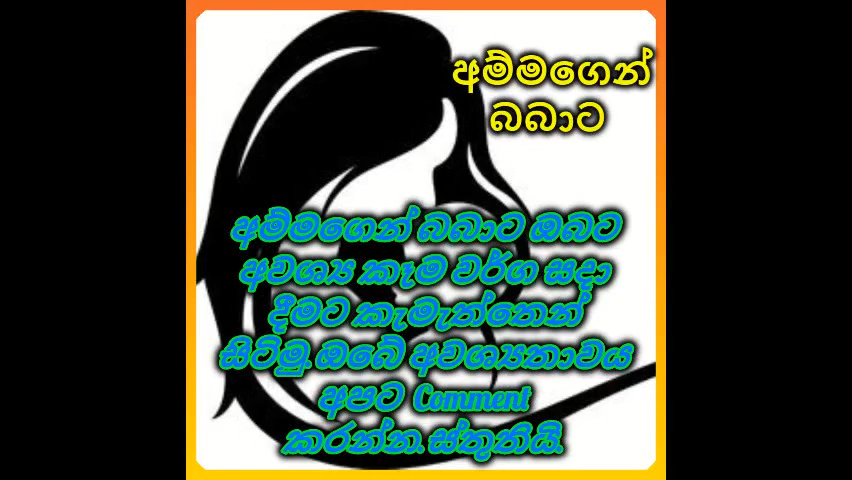 අම්මගෙන්
බබාට
අම්මගෙන් බබාට ඔබට
අවශ්‍ය කෑම වර්ග සදා
දීමට කැමැත්තෙන්
සිටිමු. ඔබේ අවශ්‍යතාවය
අපට Comment
කරන්න. ස්තූතියි.